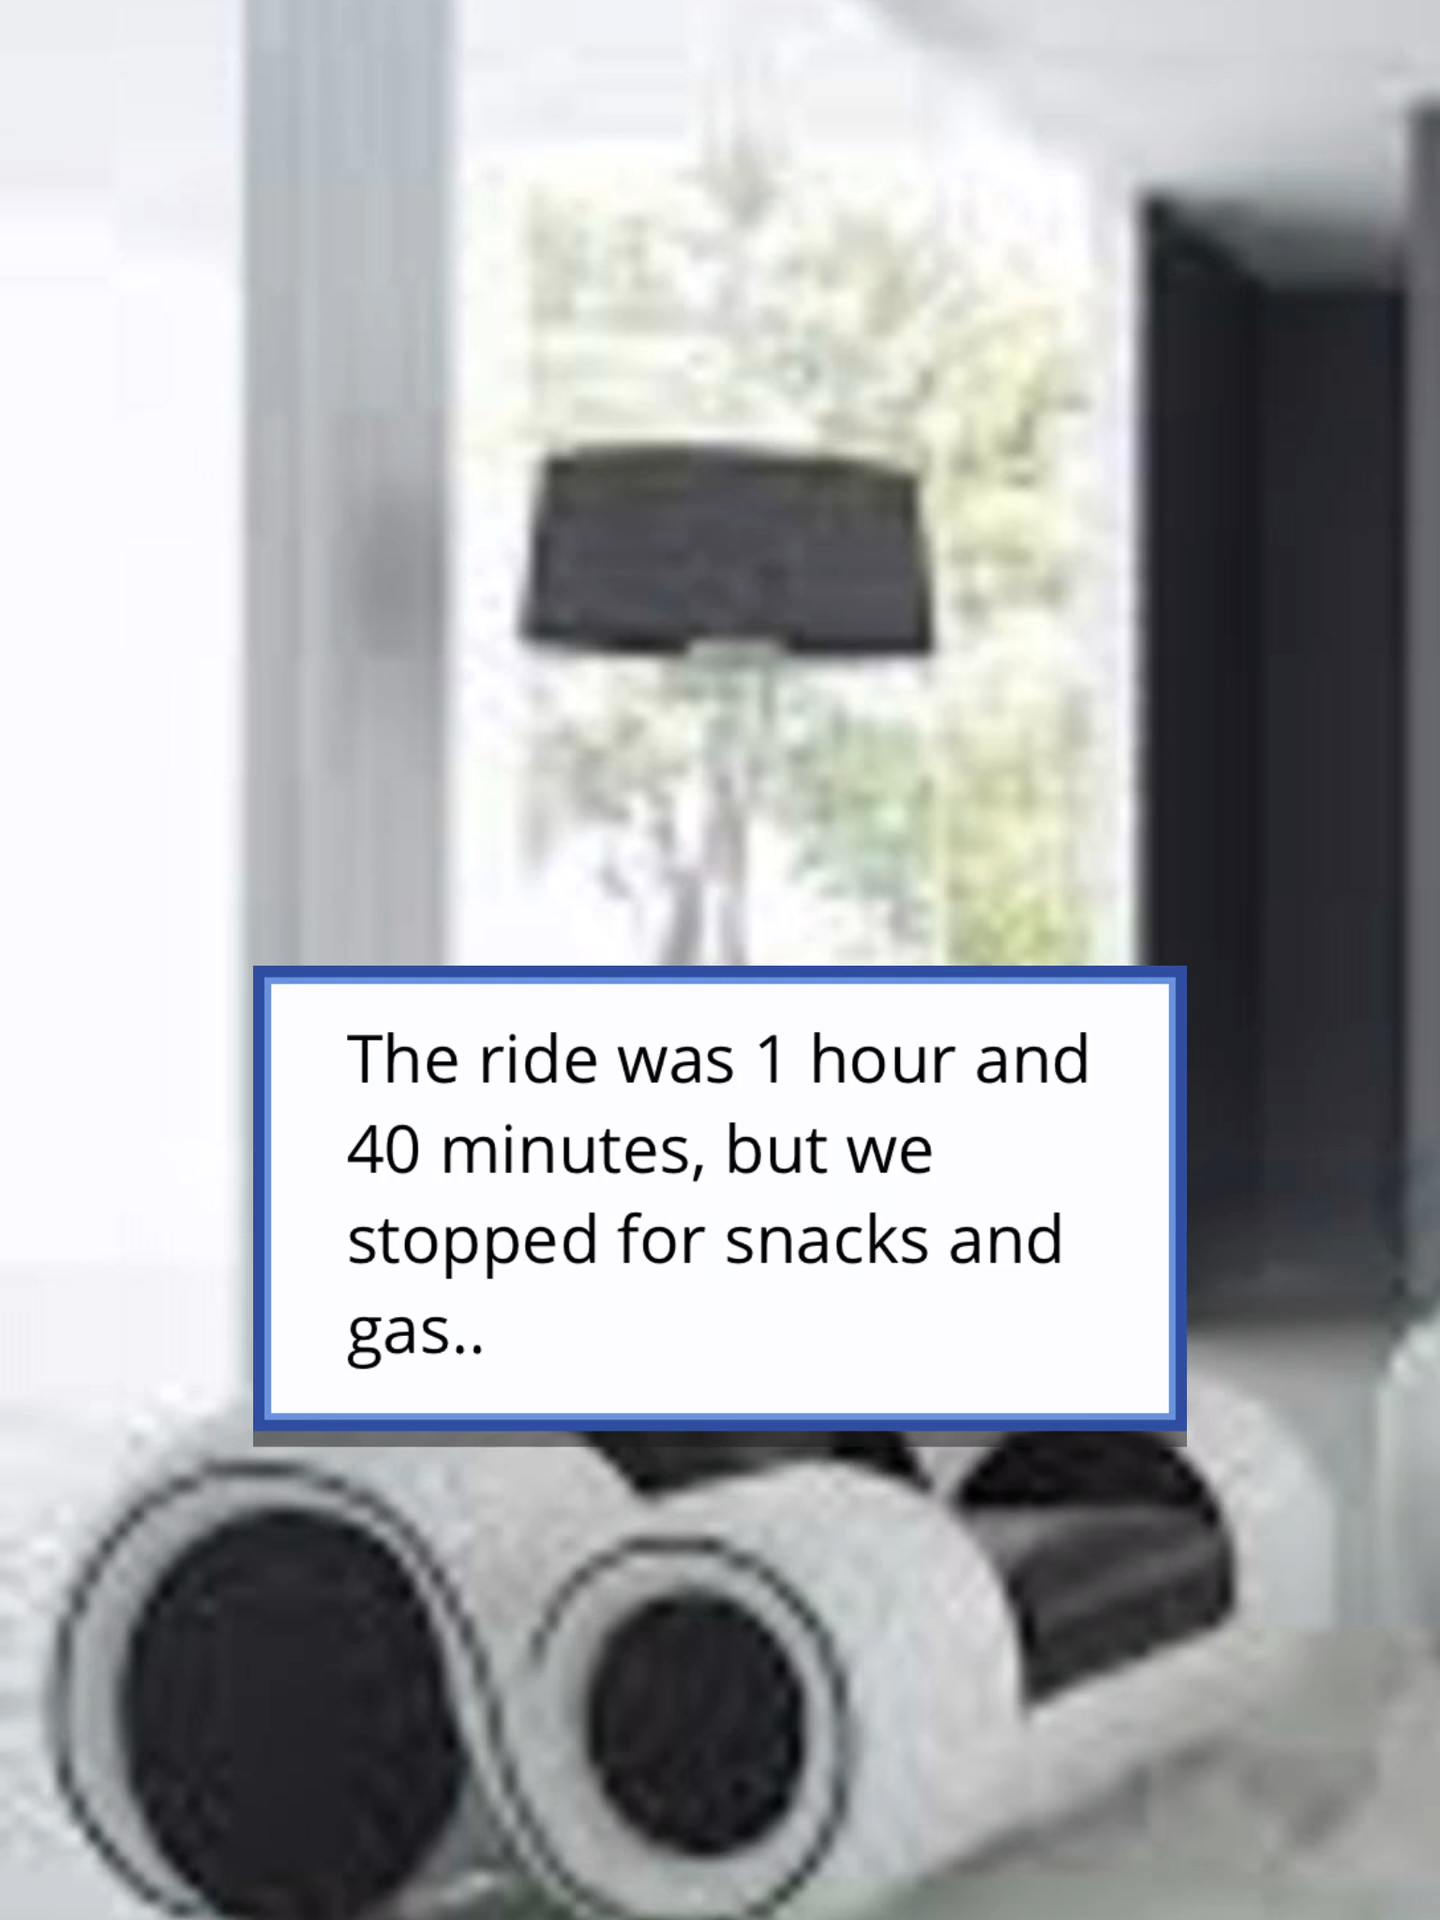 The ride was 1 hour and
40 minutes, but we
stopped for snacks and
gas..